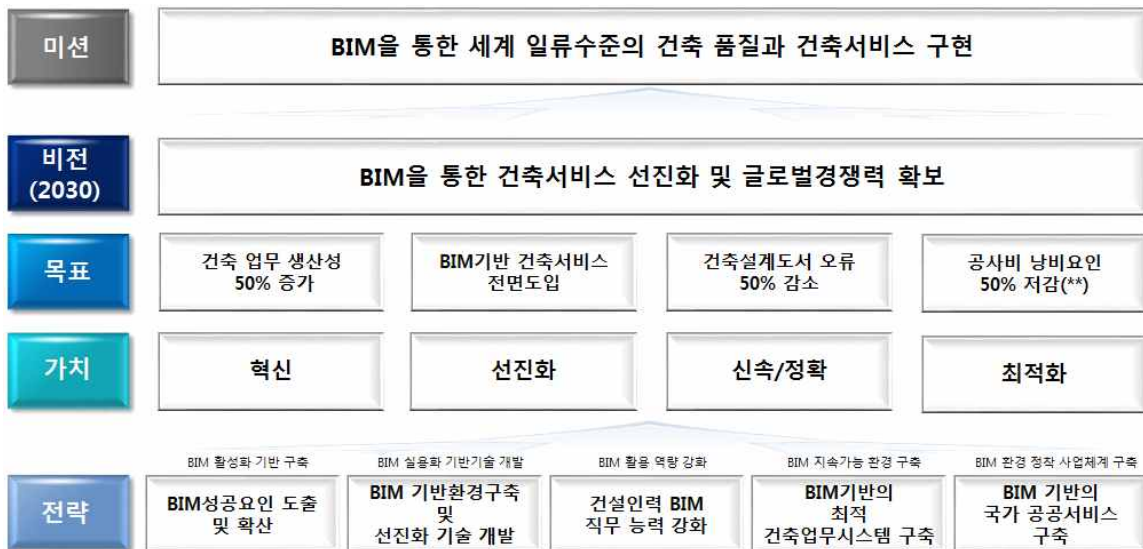 미션
BIM을 통한 세계 일류수준의 건축 품질과 건축서비스 구현
비전
(2030)
BIM을 통한 건축서비스 선진화 및 글로벌경쟁력 확보
목표
건축 업무 생산성
50% 증가
BIM기반 건축서비스
전면도입
건축설계도서 오류
50% 감소
공사비 낭비요인
50% 저감(**)
가치
혁신
선진화
신속/정확
최적화
전략
BIM 활성화 기반 구축
BIM성공요인 도출
및 확산
BIM 실용화 기반기술 개발
BIM 기반환경구축
및
선진화 기술 개발
BIM 활용 역량 강화
건설인력 BIM
직무 능력 강화
BIM 지속가능 환경 구축
BIM기반의
최적
건축업무시스템 구축
BIM 환경 정착 사업체계 구축
BIM 기반의
국가 공공서비스
구축